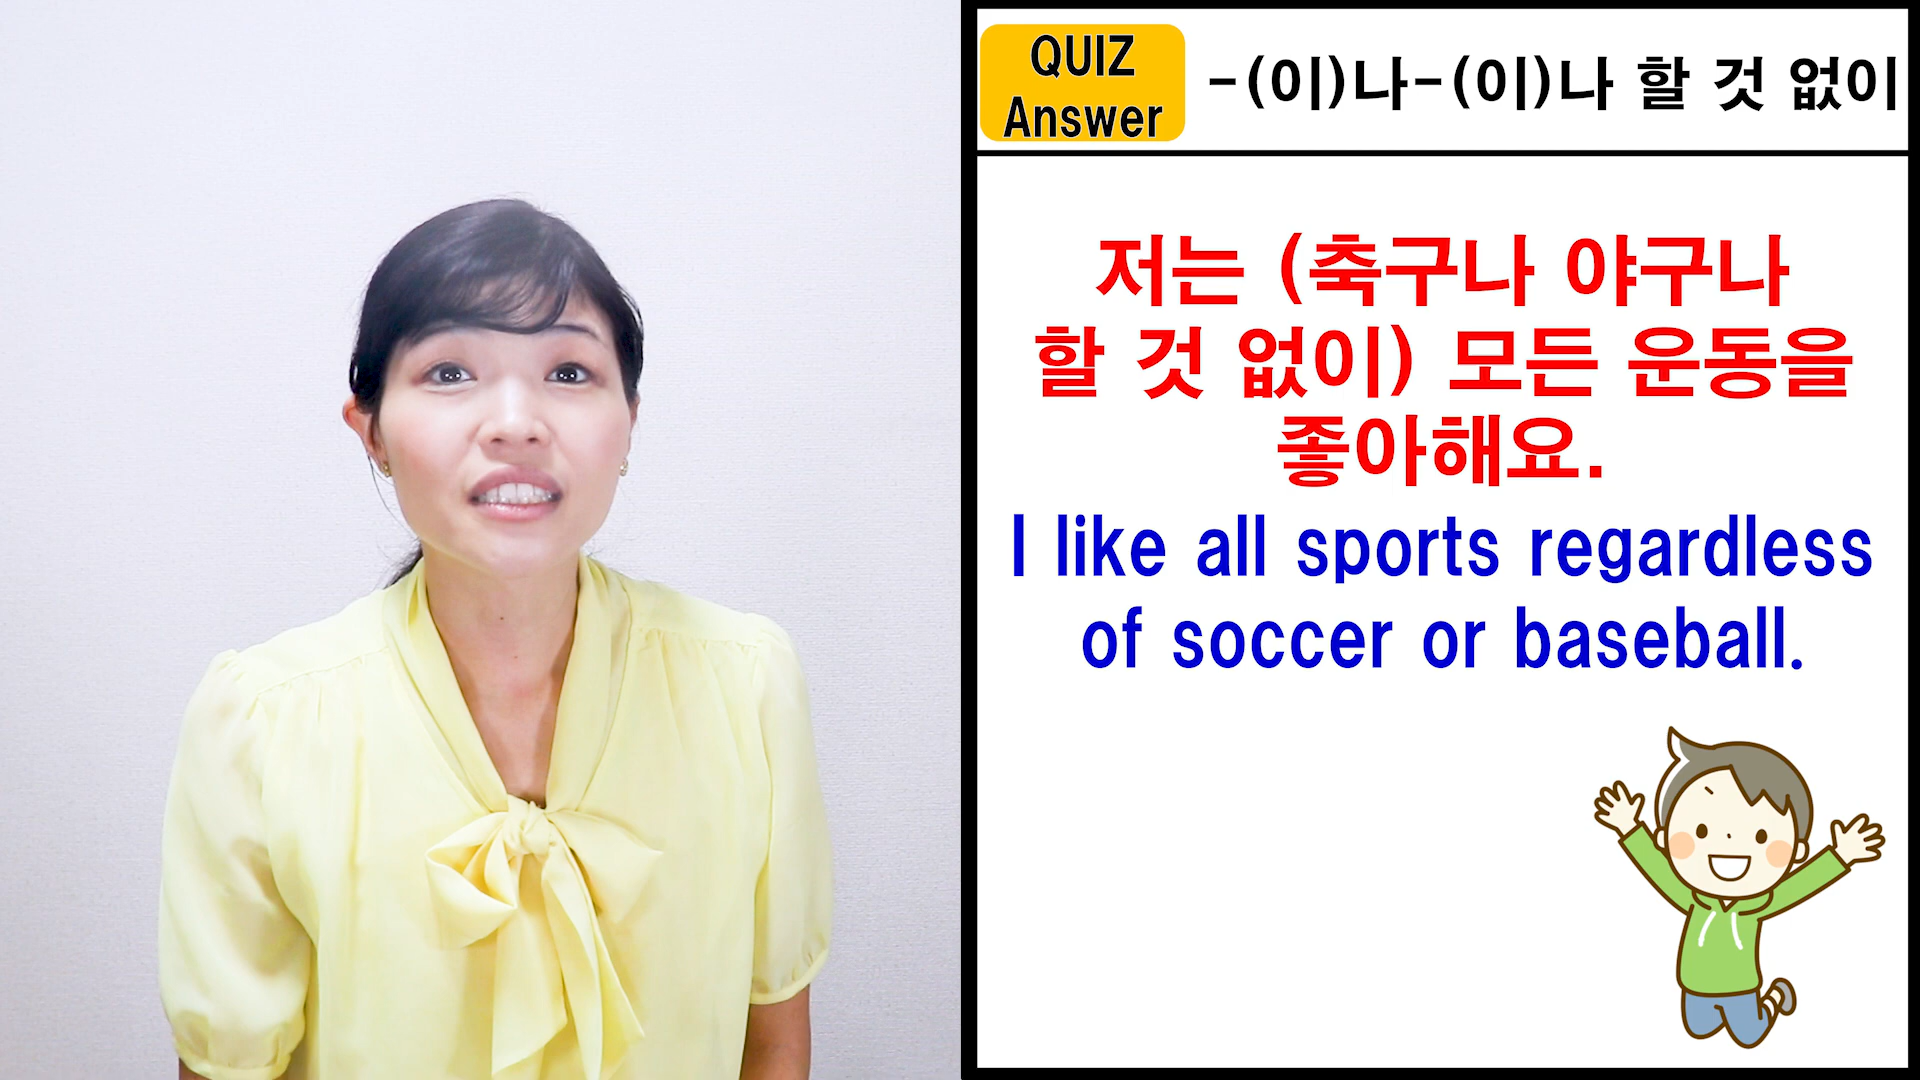 QUIZ
Answer
-(이)나-(이)나 할 것 없이
저는 (축구나 야구나
할 것 없이) 모든 운동을
좋아해요.
I like all sports regardless
of soccer or baseball.